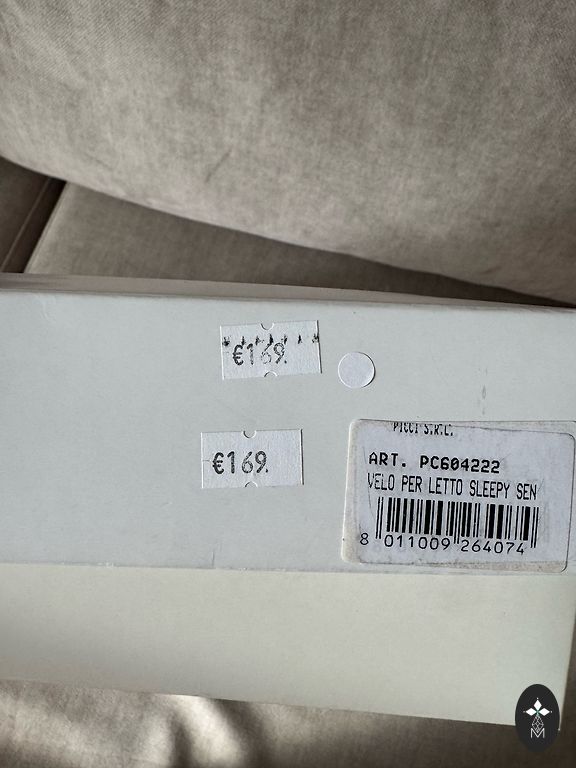 €169.
€169.
PICCI S.R.L.
ART. PC604222
VELO PER LETTO SLEEPY SEN
8 011009 264074
M